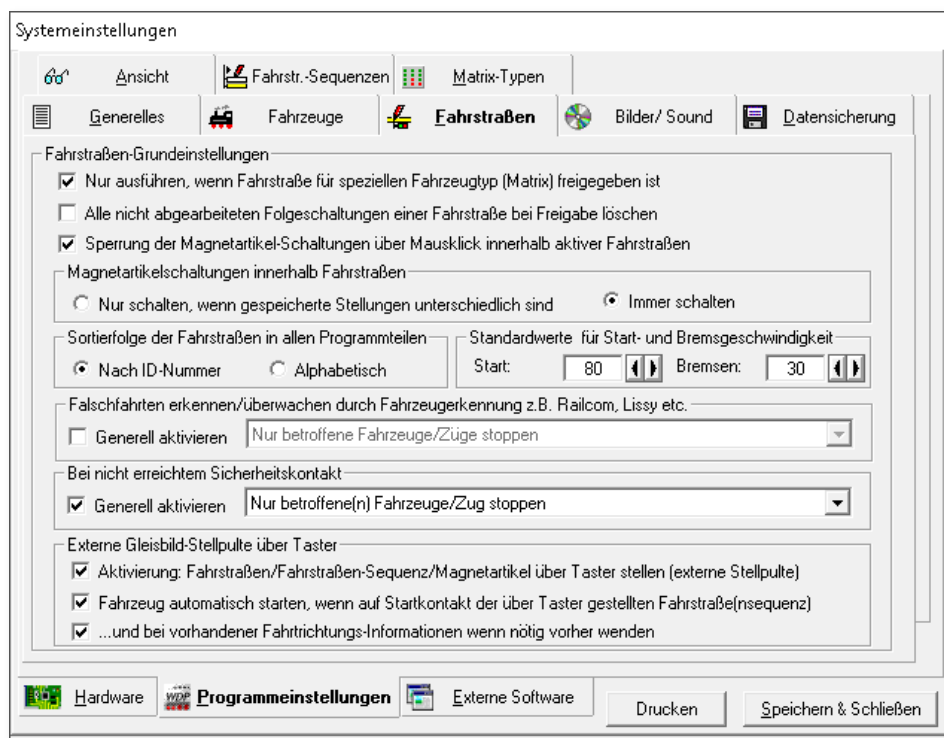 Systemeinstellungen
Ansicht Fahrstr.-Sequenzen Matrix-Typen
Generelles Fahrzeuge Fahrstraßen Bilder/ Sound Datensicherung
Fahrstraßen-Grundeinstellungen
Nur ausführen, wenn Fahrstraße für speziellen Fahrzeugtyp (Matrix) freigegeben ist
Alle nicht abgearbeiteten Folgeschaltungen einer Fahrstraße bei Freigabe löschen
Sperrung der Magnetartikel-Schaltungen über Mausklick innerhalb aktiver Fahrstraßen
Magnetartikelschaltungen innerhalb Fahrstraßen
Nur schalten, wenn gespeicherte Stellungen unterschiedlich sind Immer schalten
Sortierfolge der Fahrstraßen in allen Programmteilen Standardwerte für Start- und Bremsgeschwindigkeit
Nach ID-Nummer Alphabetisch Start: 80 Bremsen: 30
Falschfahrten erkennen/überwachen durch Fahrzeugerkennung z.B. Railcom, Lissy etc.
Generell aktivieren Nur betroffene Fahrzeuge/Züge stoppen
Bei nicht erreichtem Sicherheitskontakt
Generell aktivieren Nur betroffene(n) Fahrzeuge/Zug stoppen
Externe Gleisbild-Stellpulte über Taster
Aktivierung: Fahrstraßen/Fahrstraßen-Sequenz/Magnetartikel über Taster stellen (externe Stellpulte)
Fahrzeug automatisch starten, wenn auf Startkontakt der über Taster gestellten Fahrstraße(nsequenz)
...und bei vorhandener Fahrtrichtungs-Informationen wenn nötig vorher wenden
Hardware WDP Programmeinstellungen Externe Software Drucken Speichern & Schließen